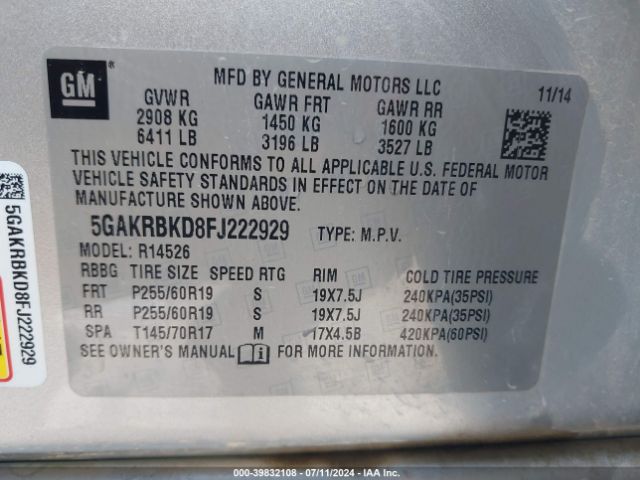 GM ®
MFD BY GENERAL MOTORS LLC
11/14
GVWR GAWR FRT GAWR RR
2908 KG 1450 KG 1600 KG
6411 LB 3196 LB 3527 LB
THIS VEHICLE CONFORMS TO ALL APPLICABLE U.S. FEDERAL MOTOR
VEHICLE SAFETY STANDARDS IN EFFECT ON THE DATE OF
MANUFACTURE SHOWN ABOVE.
5GAKRBKD8FJ222929 TYPE: M.P.V.
MODEL: R14526
RBBG TIRE SIZE SPEED RTG RIM COLD TIRE PRESSURE
FRT P255/60R19 S 19X7.5J 240KPA(35PSI)
RR P255/60R19 S 19X7.5J 240KPA(35PSI)
SPA T145/70R17 M 17X4.5B 420KPA(60PSI)
SEE OWNER'S MANUAL FOR MORE INFORMATION.
5GAKRBKD8FJ222929
000-39832108 - 07/11/2024 - IAAI